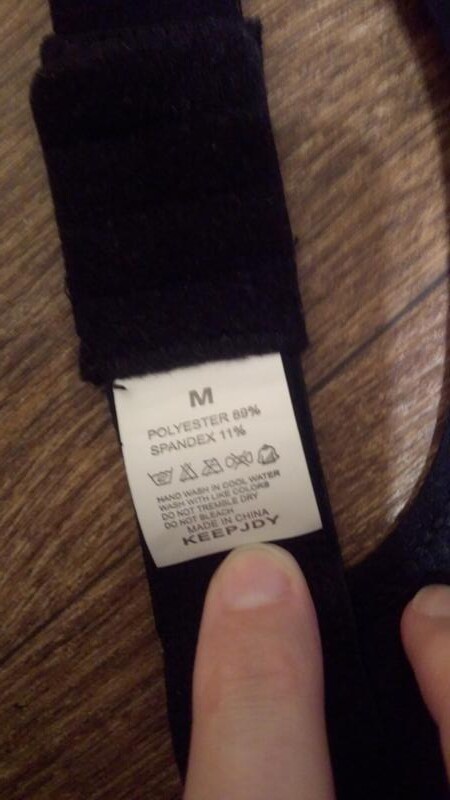 M
POLYESTER 89%
SPANDEX 11%
HAND WASH IN COOL WATER
WASH WITH LIKE COLORS
DO NOT TREMBLE DRY
DO NOT BLEACH
MADE IN CHINA
KEEPJDY